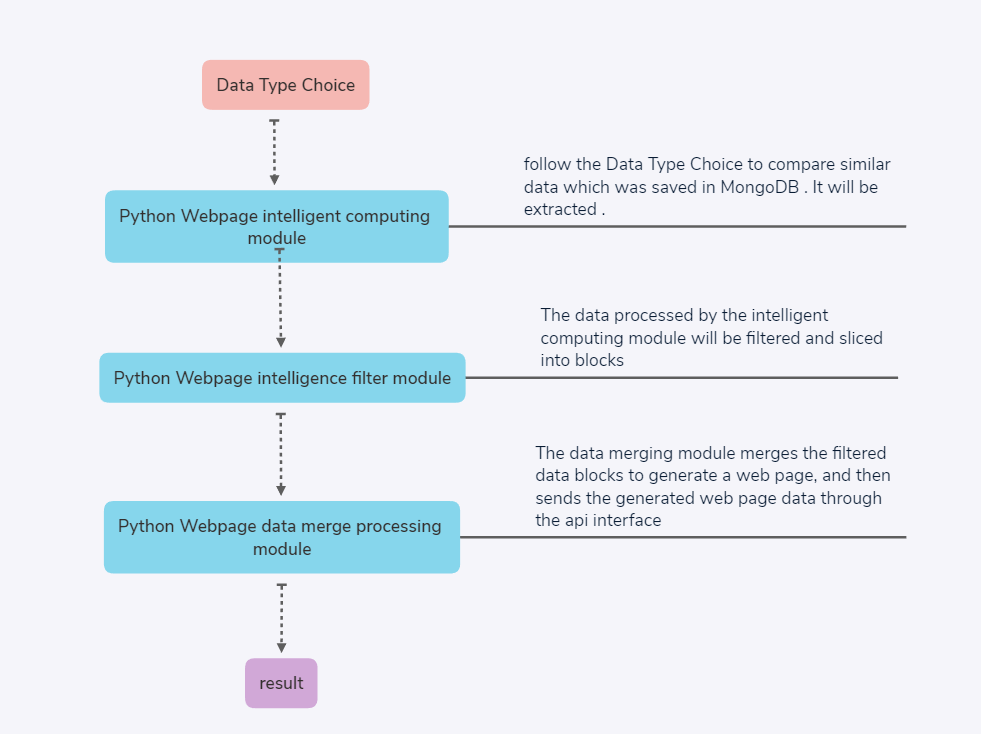 Data Type Choice
follow the Data Type Choice to compare similar
data which was saved in MongoDB . It will be
extracted .
Python Webpage intelligent computing
module
The data processed by the intelligent
computing module will be filtered and sliced
into blocks
Python Webpage intelligence filter module
The data merging module merges the filtered
data blocks to generate a web page, and then
sends the generated web page data through
the api interface
Python Webpage data merge processing
module
result